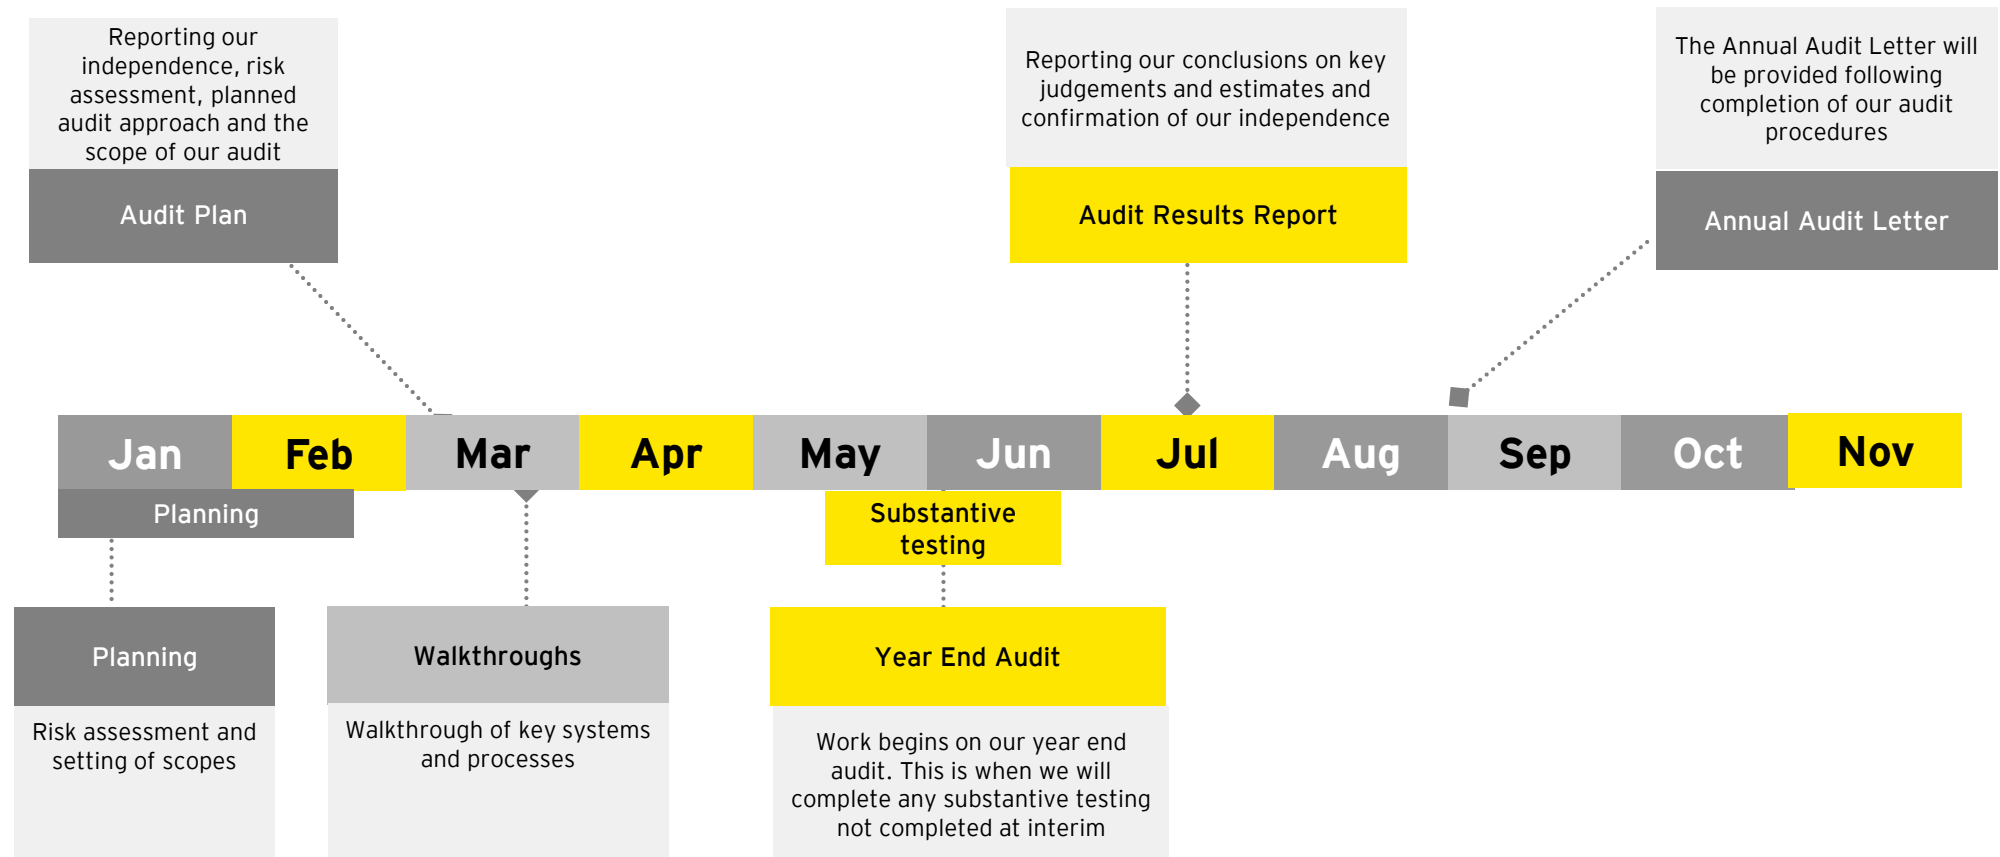 Reporting our
independence, risk
assessment, planned
audit approach and the
scope of our audit
Audit Plan
Reporting our conclusions on key
judgements and estimates and
confirmation of our independence
Audit Results Report
The Annual Audit Letter will
be provided following
completion of our audit
procedures
Annual Audit Letter
Jan Feb Mar Apr May Jun Jul Aug Sep Oct Nov
Planning
Substantive
testing
Planning
Risk assessment and
setting of scopes
Walkthroughs
Walkthrough of key systems
and processes
Year End Audit
Work begins on our year end
audit. This is when we will
complete any substantive testing
not completed at interim